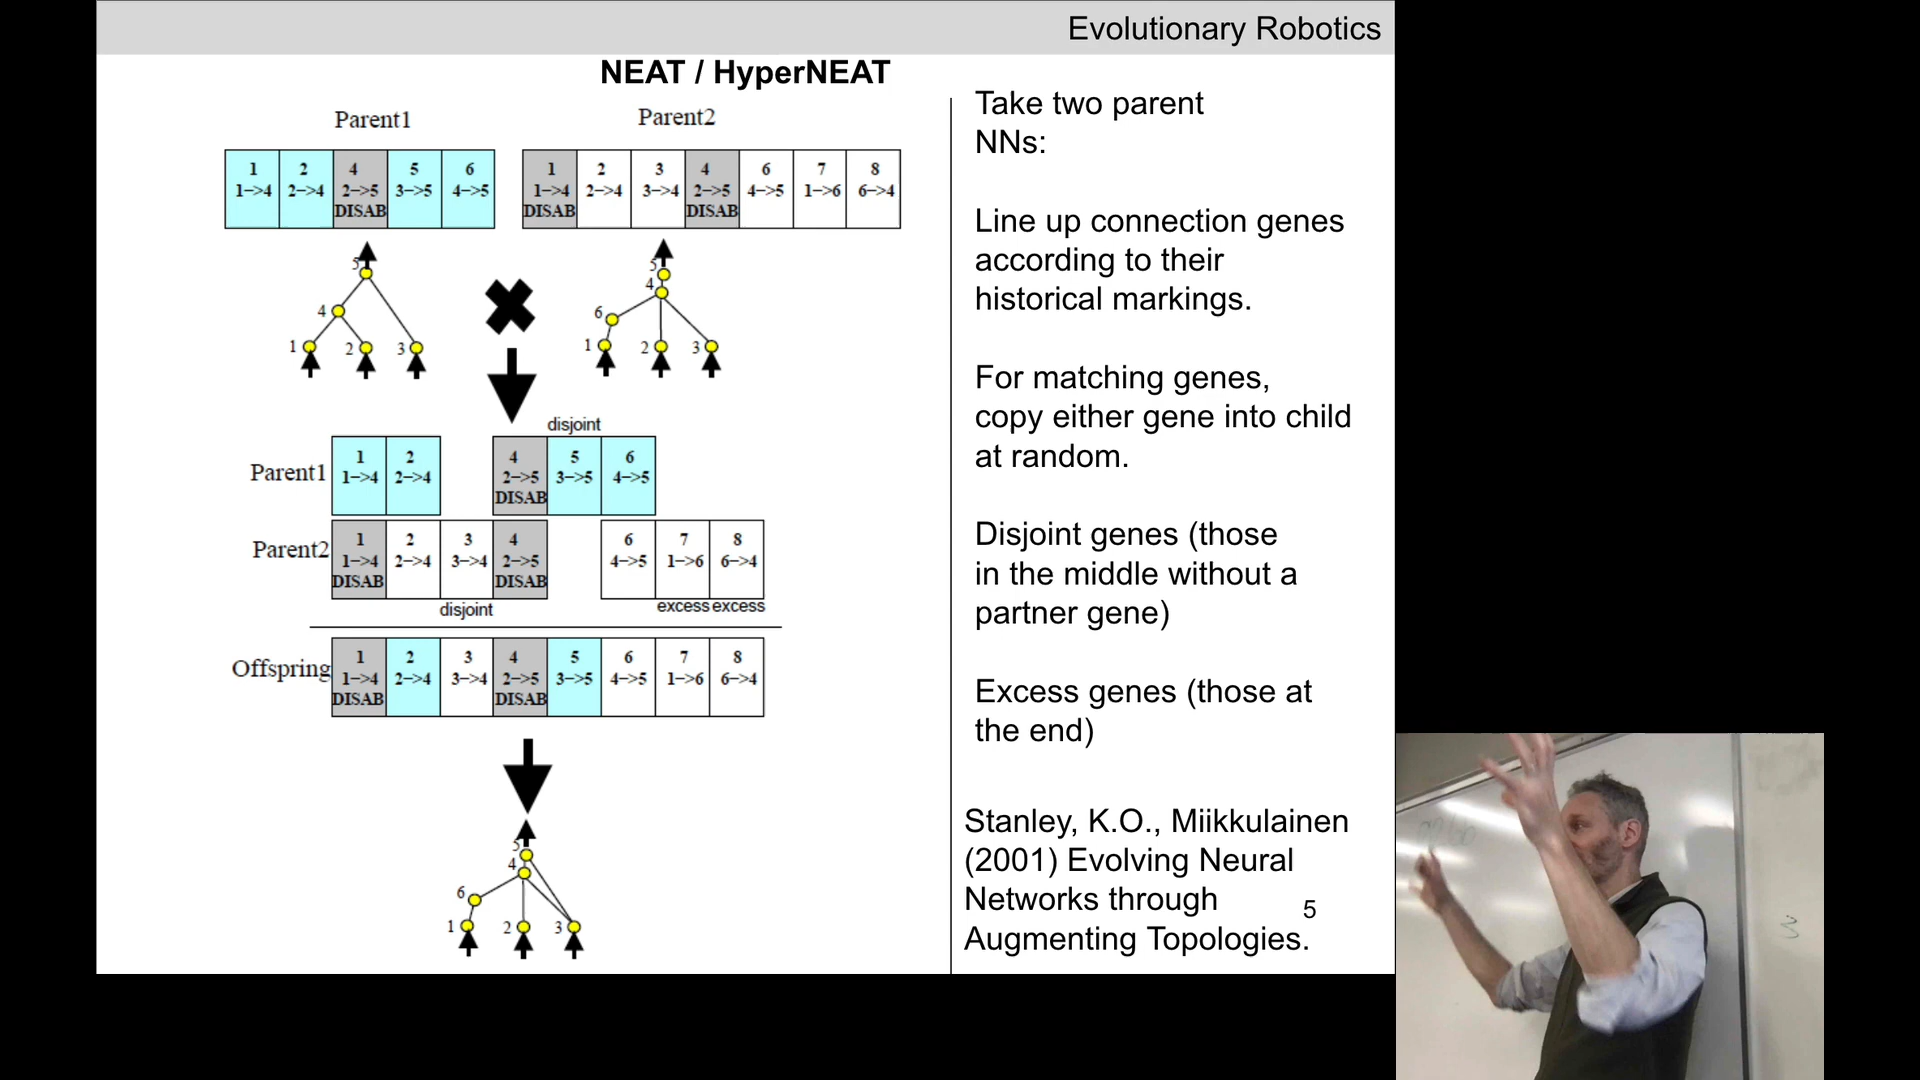 Evolutionary Robotics
NEAT / HyperNEAT
Parent1
1 2 4 5 6
1->4 2->4 2->5 3->5 4->5
DISAB
Parent2
1 2 3 4 6 7 8
1->4 2->4 3->4 2->5 4->5 1->6 6->4
DISAB DISAB
5
4
1 2 3
5
4
6
1 2 3
disjoint
Parent1
1 2 4 5 6
1->4 2->4 2->5 3->5 4->5
DISAB
Parent2
1 2 3 4 6 7 8
1->4 2->4 3->4 2->5 4->5 1->6 6->4
DISAB DISAB
disjoint excess excess
Offspring
1 2 3 4 5 6 7 8
1->4 2->4 3->4 2->5 3->5 4->5 1->6 6->4
DISAB DISAB
5
4
6
1 2 3
Take two parent
NNs:
Line up connection genes
according to their
historical markings.
For matching genes,
copy either gene into child
at random.
Disjoint genes (those
in the middle without a
partner gene)
Excess genes (those at
the end)
Stanley, K.O., Miikkulainen
(2001) Evolving Neural
Networks through
Augmenting Topologies.
5